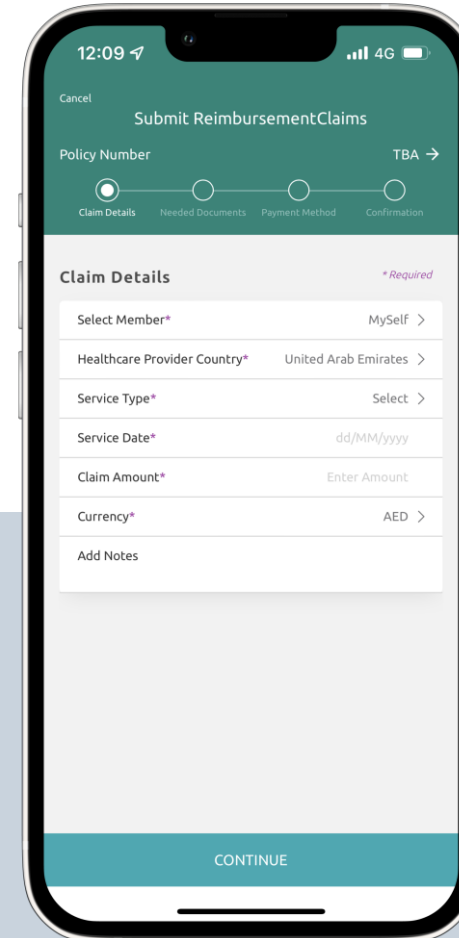 12:09 4G
Cancel
Submit ReimbursementClaims
Policy Number TBA →
Claim Details Needed Documents Payment Method Confirmation
Claim Details * Required
Select Member* MySelf >
Healthcare Provider Country* United Arab Emirates >
Service Type* Select >
Service Date* dd/MM/yyyy
Claim Amount* Enter Amount
Currency* AED >
Add Notes
CONTINUE